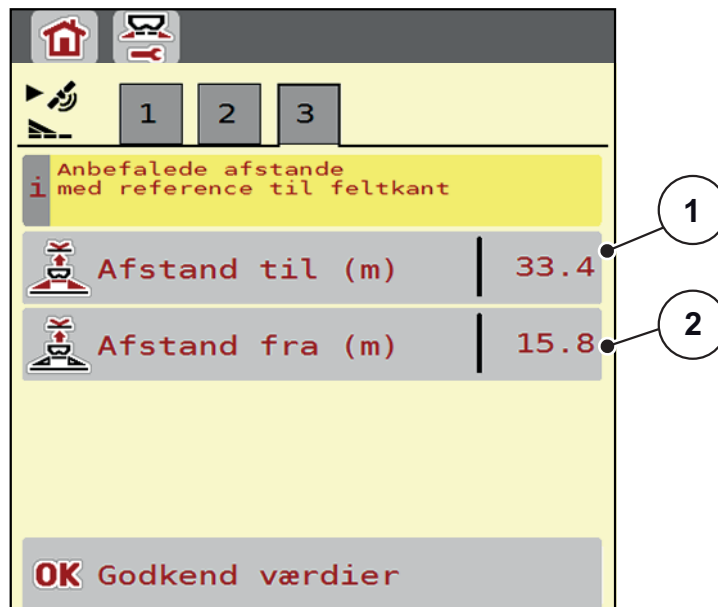 1 2 3
i Anbefalede afstande
med reference til feltkant
Afstand til (m) 33.4
1
Afstand fra (m) 15.8
2
OK Godkend værdier